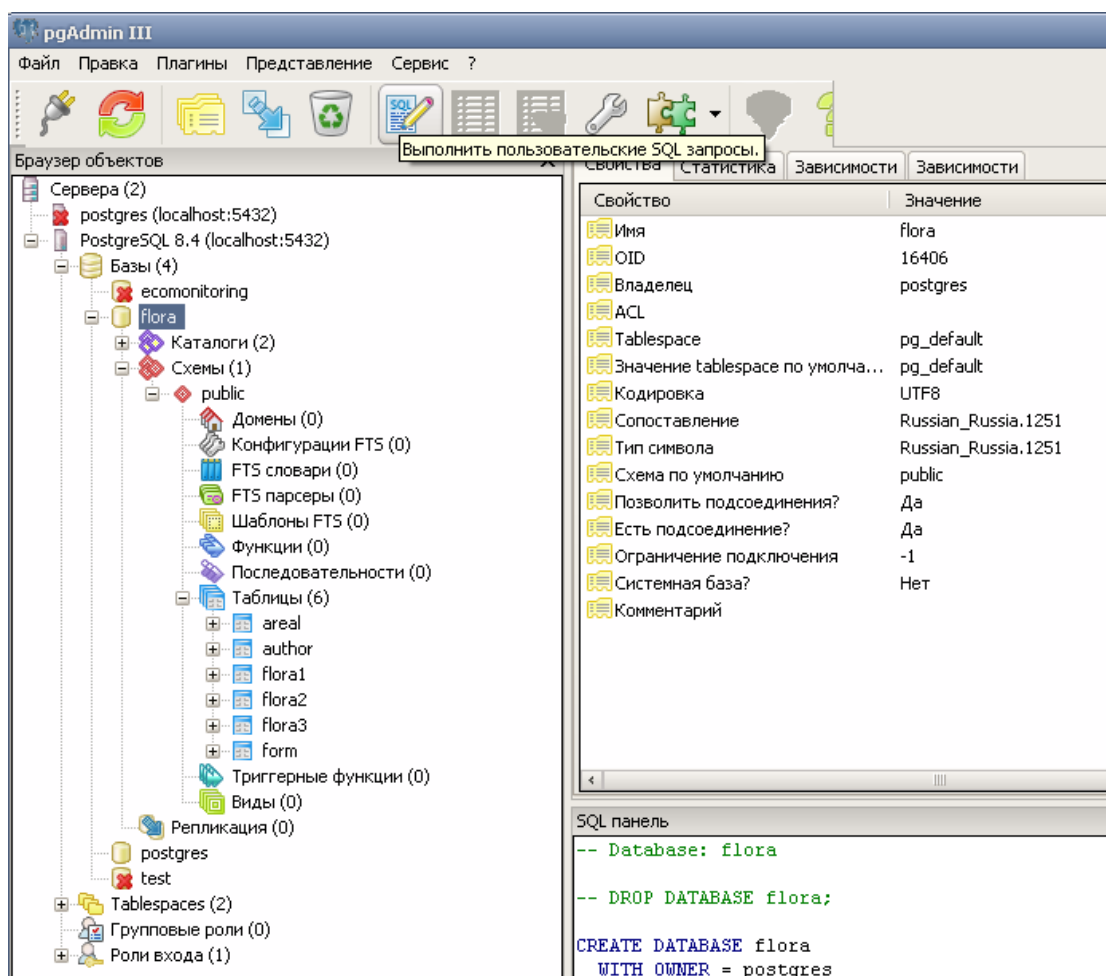 pgAdmin III
Файл Правка Плагины Представление Сервис ?
SQL
Выполнить пользовательские SQL запросы.
Браузер объектов
Свойства Статистика Зависимости Зависимости
Сервера (2)
postgres (localhost:5432)
PostgreSQL 8.4 (localhost:5432)
Базы (4)
ecomonitoring
flora
Каталоги (2)
Схемы (1)
public
Домены (0)
Конфигурации FTS (0)
FTS словари (0)
FTS парсеры (0)
Шаблоны FTS (0)
Функции (0)
Последовательности (0)
Таблицы (6)
areal
author
flora1
flora2
flora3
form
Триггерные функции (0)
Виды (0)
Репликация (0)
postgres
test
Tablespaces (2)
Групповые роли (0)
Роли входа (1)
Свойство Значение
Имя flora
OID 16406
Владелец postgres
ACL
Tablespace pg_default
Значение tablespace по умолча... pg_default
Кодировка UTF8
Сопоставление Russian_Russia.1251
Тип символа Russian_Russia.1251
Схема по умолчанию public
Позволить подсоединения? Да
Есть подсоединение? Да
Ограничение подключения -1
Системная база? Нет
Комментарий
SQL панель
-- Database: flora
-- DROP DATABASE flora;
CREATE DATABASE flora
WITH OWNER = postgres